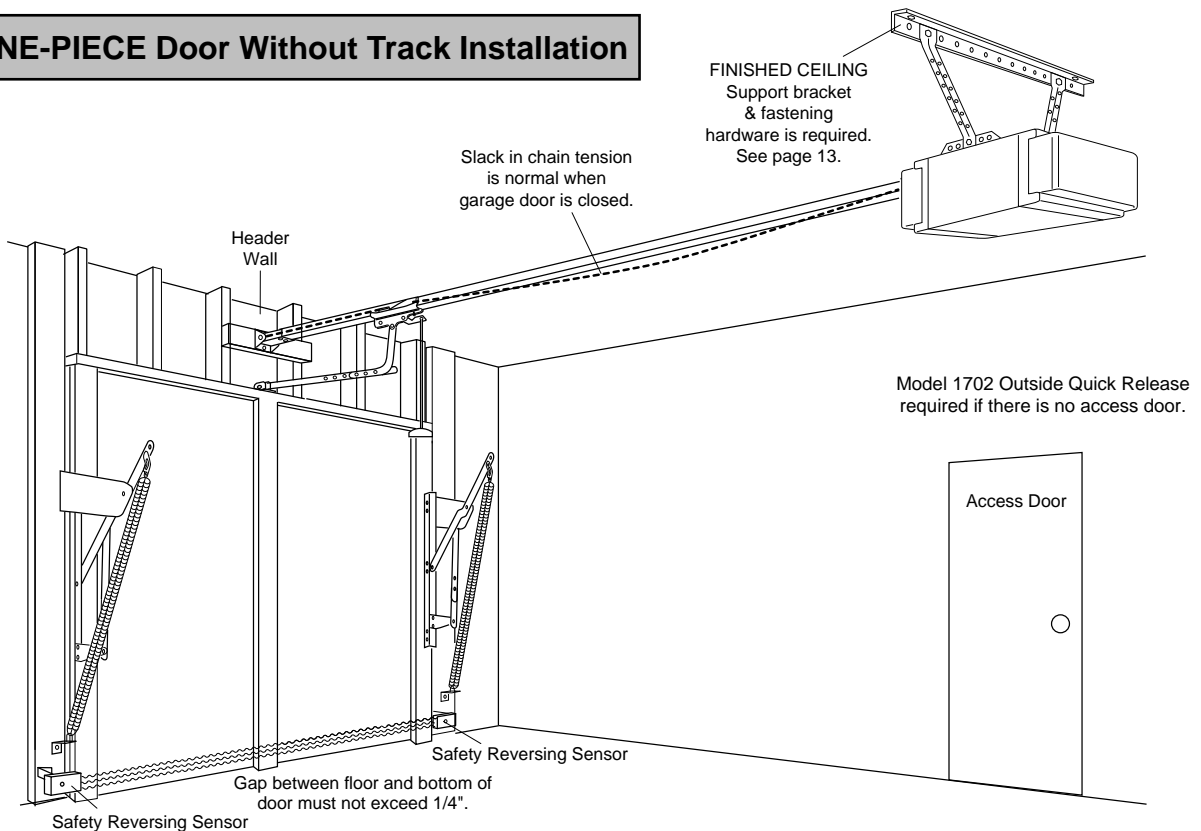 NE-PIECE Door Without Track Installation
FINISHED CEILING
Support bracket
& fastening
hardware is required.
See page 13.
Slack in chain tension
is normal when
garage door is closed.
Header
Wall
Model 1702 Outside Quick Release
required if there is no access door.
Access Door
Safety Reversing Sensor
Gap between floor and bottom of
door must not exceed 1/4".
Safety Reversing Sensor